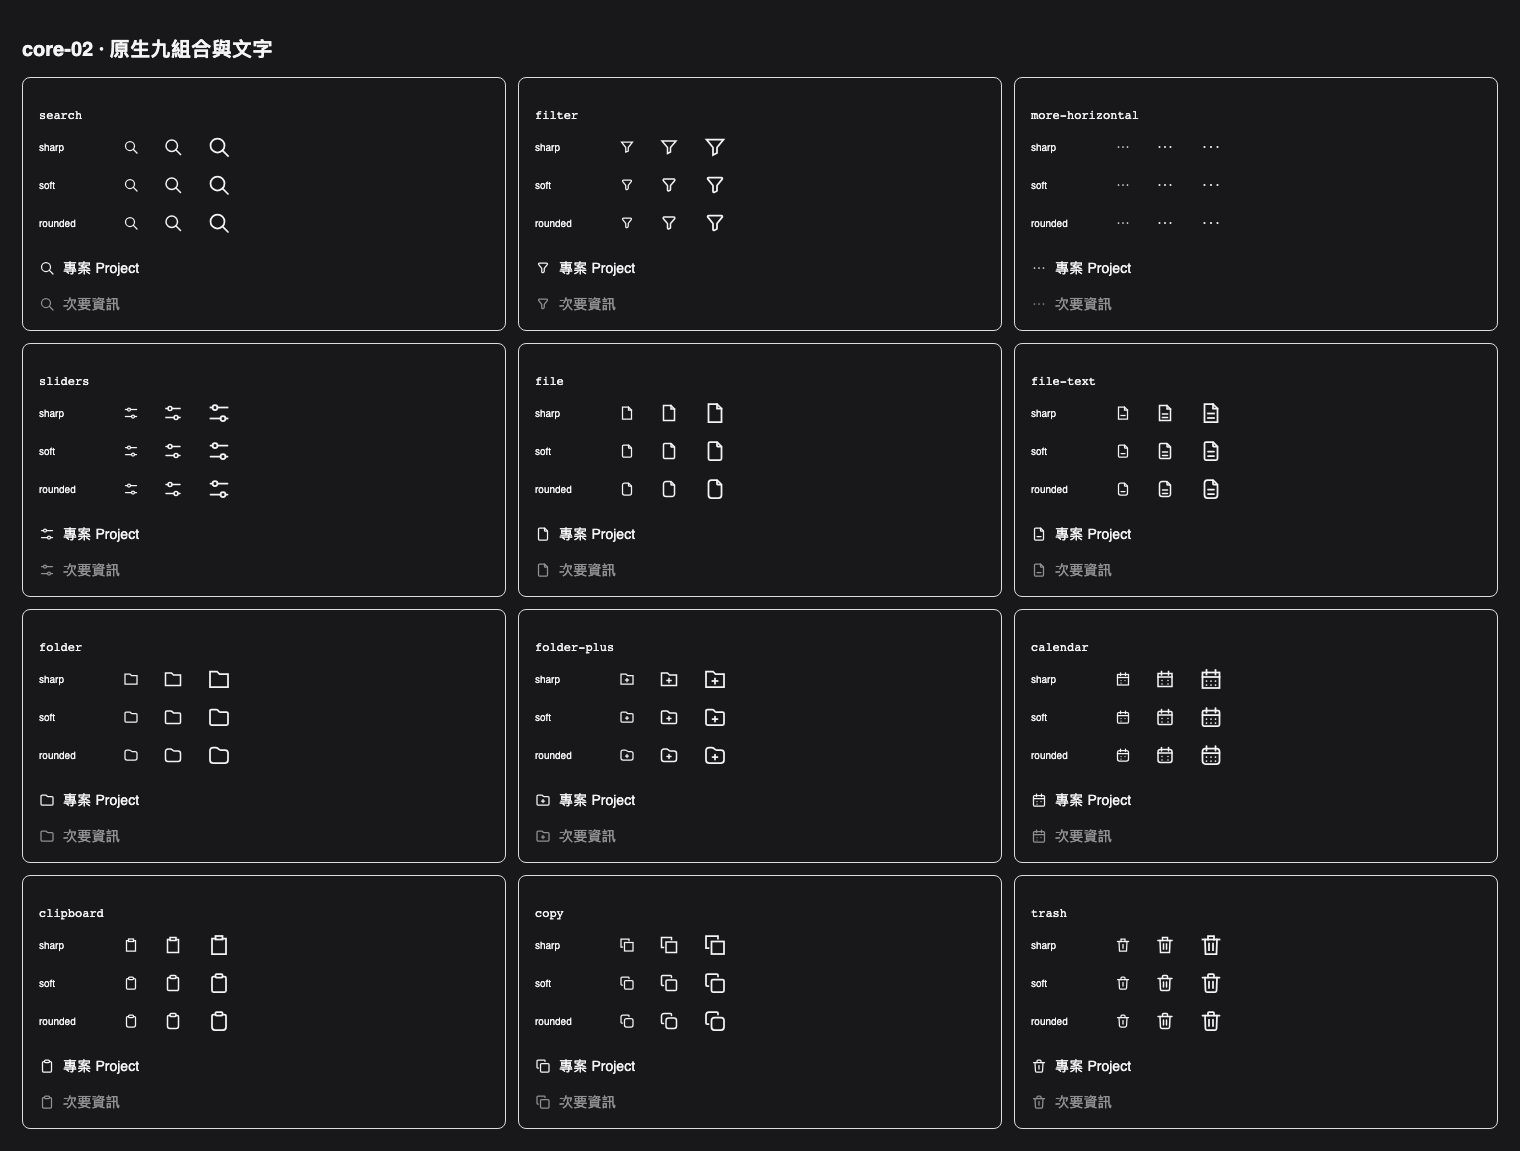 core-02 · 原生九組合與文字
search
sharp
soft
rounded
專案 Project
次要資訊
filter
sharp
soft
rounded
專案 Project
次要資訊
more-horizontal
sharp
soft
rounded
專案 Project
次要資訊
sliders
sharp
soft
rounded
專案 Project
次要資訊
file
sharp
soft
rounded
專案 Project
次要資訊
file-text
sharp
soft
rounded
專案 Project
次要資訊
folder
sharp
soft
rounded
專案 Project
次要資訊
folder-plus
sharp
soft
rounded
專案 Project
次要資訊
calendar
sharp
soft
rounded
專案 Project
次要資訊
clipboard
sharp
soft
rounded
專案 Project
次要資訊
copy
sharp
soft
rounded
專案 Project
次要資訊
trash
sharp
soft
rounded
專案 Project
次要資訊